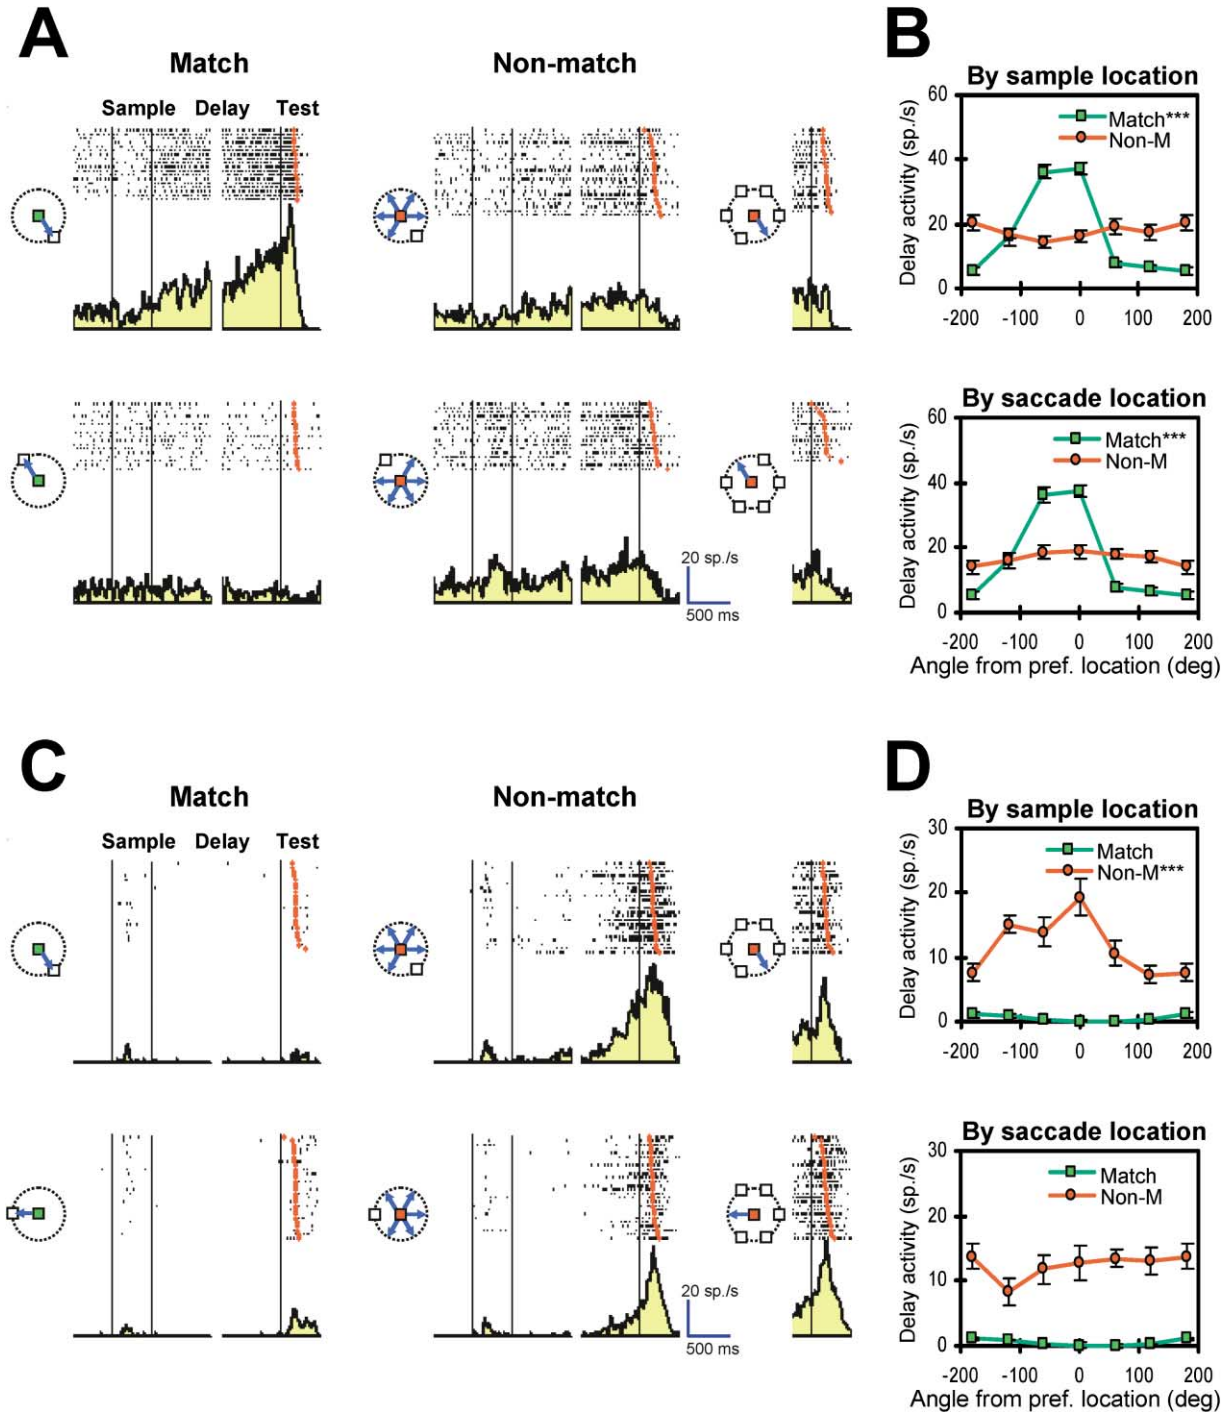 A
Match
Non-match
Sample Delay Test
20 sp./s
500 ms
B
By sample location
60
40
20
0
Delay activity (sp./s)
Match***
Non-M
-200 -100 0 100 200
By saccade location
60
40
20
0
Delay activity (sp./s)
Match***
Non-M
-200 -100 0 100 200
Angle from pref. location (deg)
C
Match
Non-match
Sample Delay Test
20 sp./s
500 ms
D
By sample location
30
20
10
0
Delay activity (sp./s)
Match
Non-M***
-200 -100 0 100 200
By saccade location
30
20
10
0
Delay activity (sp./s)
Match
Non-M
-200 -100 0 100 200
Angle from pref. location (deg)